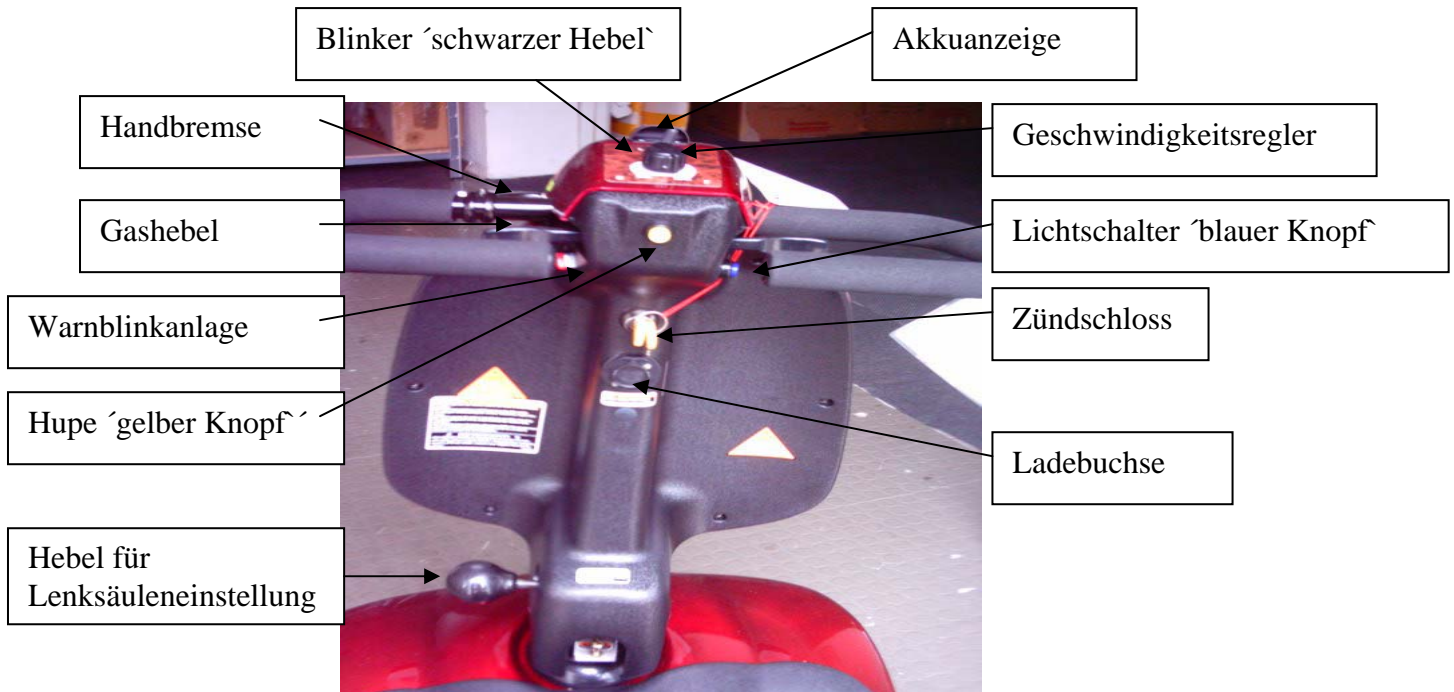 Blinker ´schwarzer Hebel`
Akkuanzeige
Handbremse
Geschwindigkeitsregler
Gashebel
Lichtschalter ´blauer Knopf`
Warnblinkanlage
Zündschloss
Hupe ´gelber Knopf`´
Ladebuchse
Hebel für
Lenksäuleneinstellung